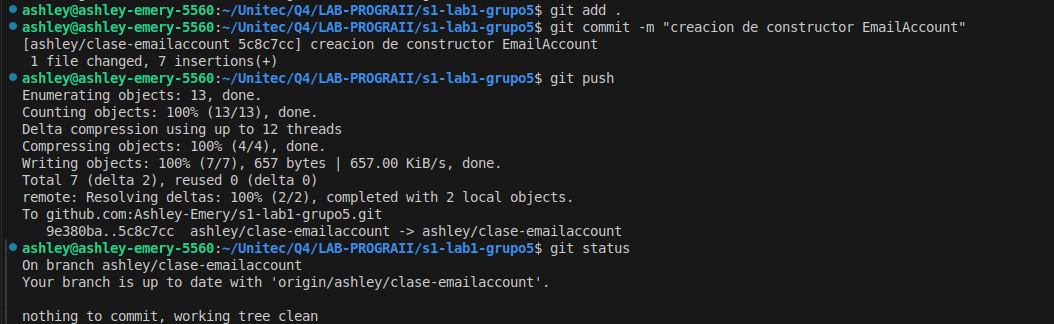 ashley@ashley-emery-5560:~/Unitec/Q4/LAB-PROGRAII/s1-lab1-grupo5$ git add .
ashley@ashley-emery-5560:~/Unitec/Q4/LAB-PROGRAII/s1-lab1-grupo5$ git commit -m "creacion de constructor EmailAccount"
[ashley/clase-emailaccount 5c8c7cc] creacion de constructor EmailAccount
 1 file changed, 7 insertions(+)
ashley@ashley-emery-5560:~/Unitec/Q4/LAB-PROGRAII/s1-lab1-grupo5$ git push
Enumerating objects: 13, done.
Counting objects: 100% (13/13), done.
Delta compression using up to 12 threads
Compressing objects: 100% (4/4), done.
Writing objects: 100% (7/7), 657 bytes | 657.00 KiB/s, done.
Total 7 (delta 2), reused 0 (delta 0)
remote: Resolving deltas: 100% (2/2), completed with 2 local objects.
To github.com:Ashley-Emery/s1-lab1-grupo5.git
   9e380ba..5c8c7cc  ashley/clase-emailaccount -> ashley/clase-emailaccount
ashley@ashley-emery-5560:~/Unitec/Q4/LAB-PROGRAII/s1-lab1-grupo5$ git status
On branch ashley/clase-emailaccount
Your branch is up to date with 'origin/ashley/clase-emailaccount'.

nothing to commit, working tree clean